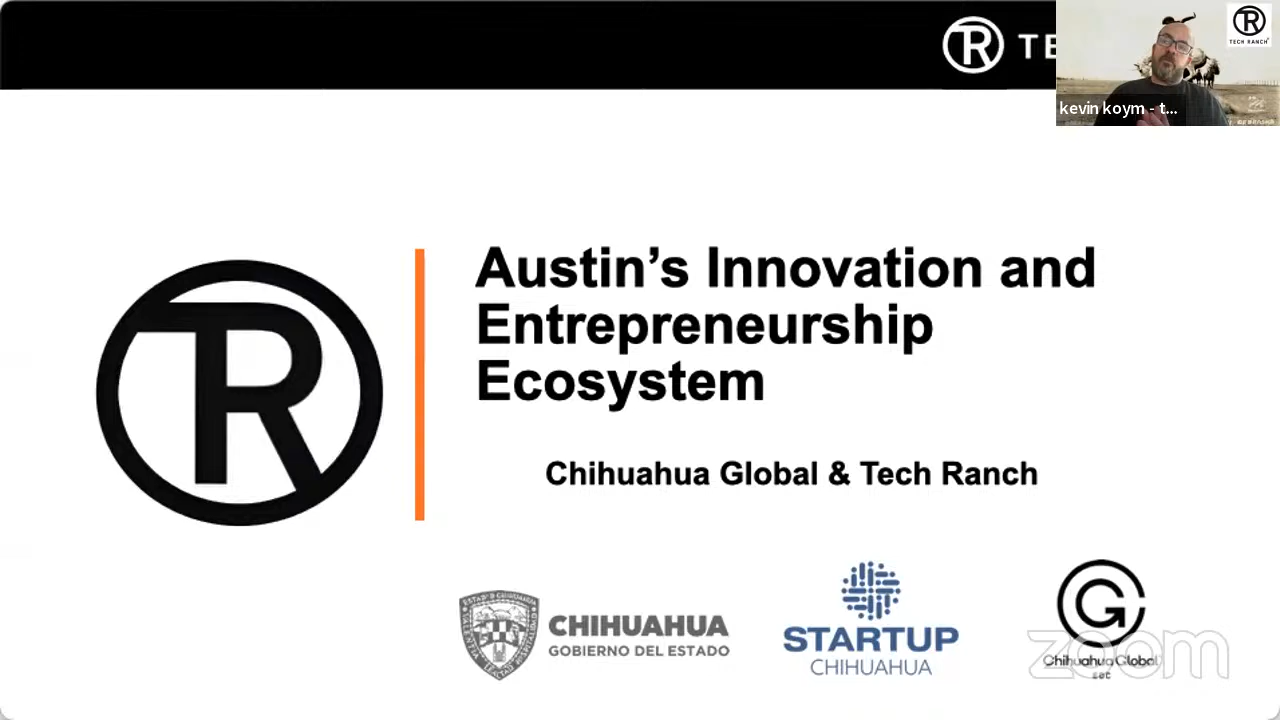 TE
TECH RANCH
kevin koym - t...
Austin's Innovation and
Entrepreneurship
Ecosystem
Chihuahua Global & Tech Ranch
CHIHUAHUA
GOBIERNO DEL ESTADO
STARTUP
CHIHUAHUA
Chihuahua Global
set
zoom